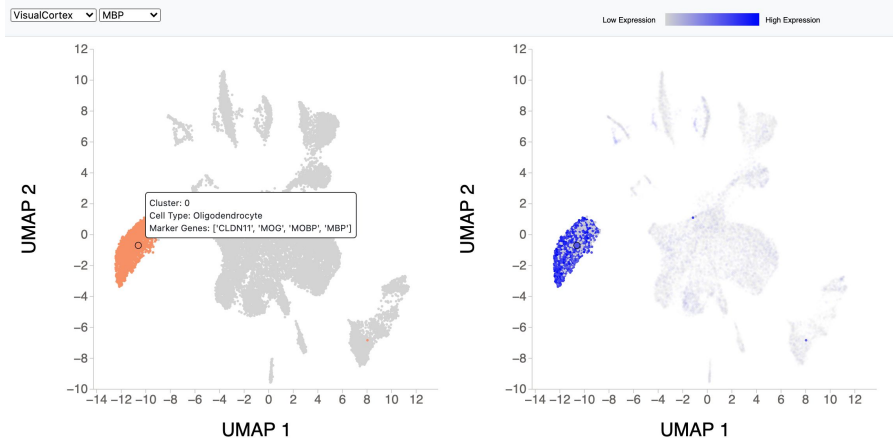 VisualCortex MBP
Low Expression High Expression
12
10
8
6
4
2
0
−2
−4
−6
−8
−10
−14 −12 −10 −8 −6 −4 −2 0 2 4 6 8 10 12
UMAP 1
UMAP 2
Cluster: 0
Cell Type: Oligodendrocyte
Marker Genes: ['CLDN11', 'MOG', 'MOBP', 'MBP']
12
10
8
6
4
2
0
−2
−4
−6
−8
−10
−14 −12 −10 −8 −6 −4 −2 0 2 4 6 8 10 12
UMAP 1
UMAP 2